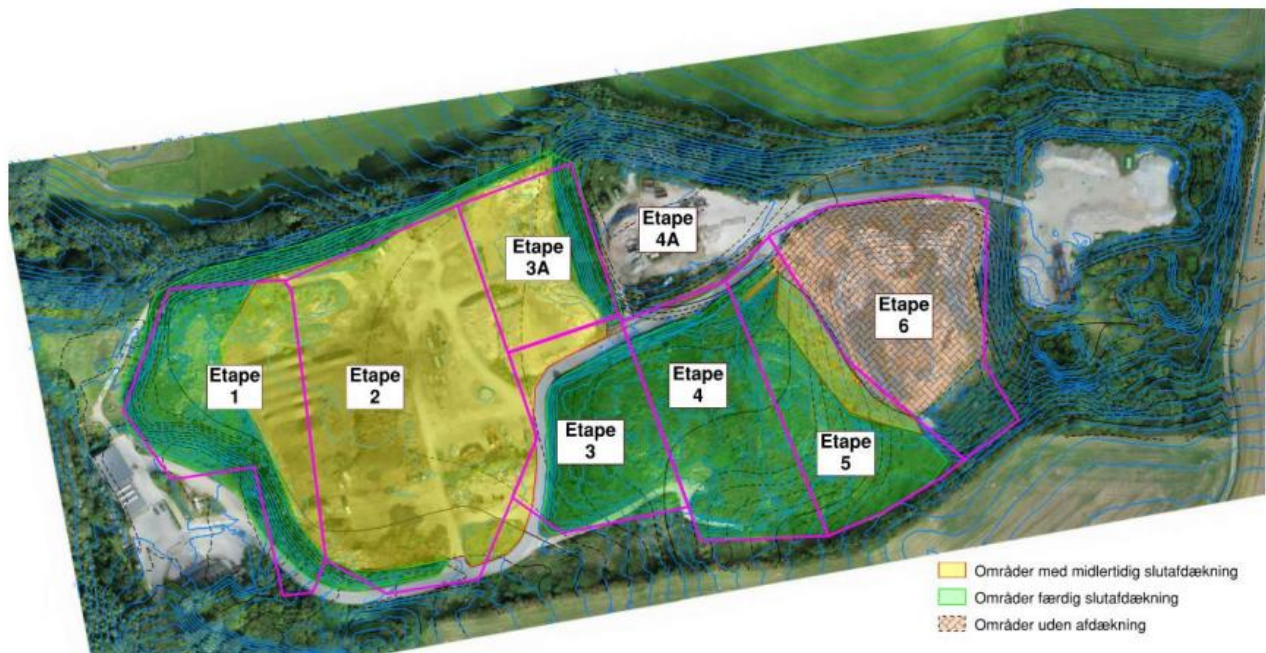 Etape
4A
Etape
3A
Etape
6
Etape
1
Etape
2
Etape
4
Etape
3
Etape
5
Områder med midlertidig slutafdækning
Områder færdig slutafdækning
Områder uden afdækning